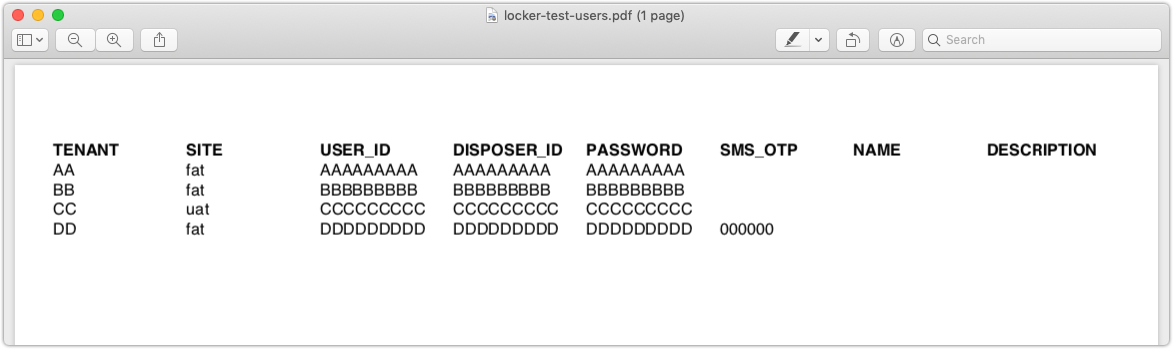 locker-test-users.pdf (1 page)
Search
TENANT SITE USER_ID DISPOSER_ID PASSWORD SMS_OTP NAME DESCRIPTION
AA fat AAAAAAAAA AAAAAAAAA AAAAAAAAA
BB fat BBBBBBBBB BBBBBBBBB BBBBBBBBB
CC uat CCCCCCCCC CCCCCCCCC CCCCCCCCC
DD fat DDDDDDDDD DDDDDDDDD DDDDDDDDD 000000